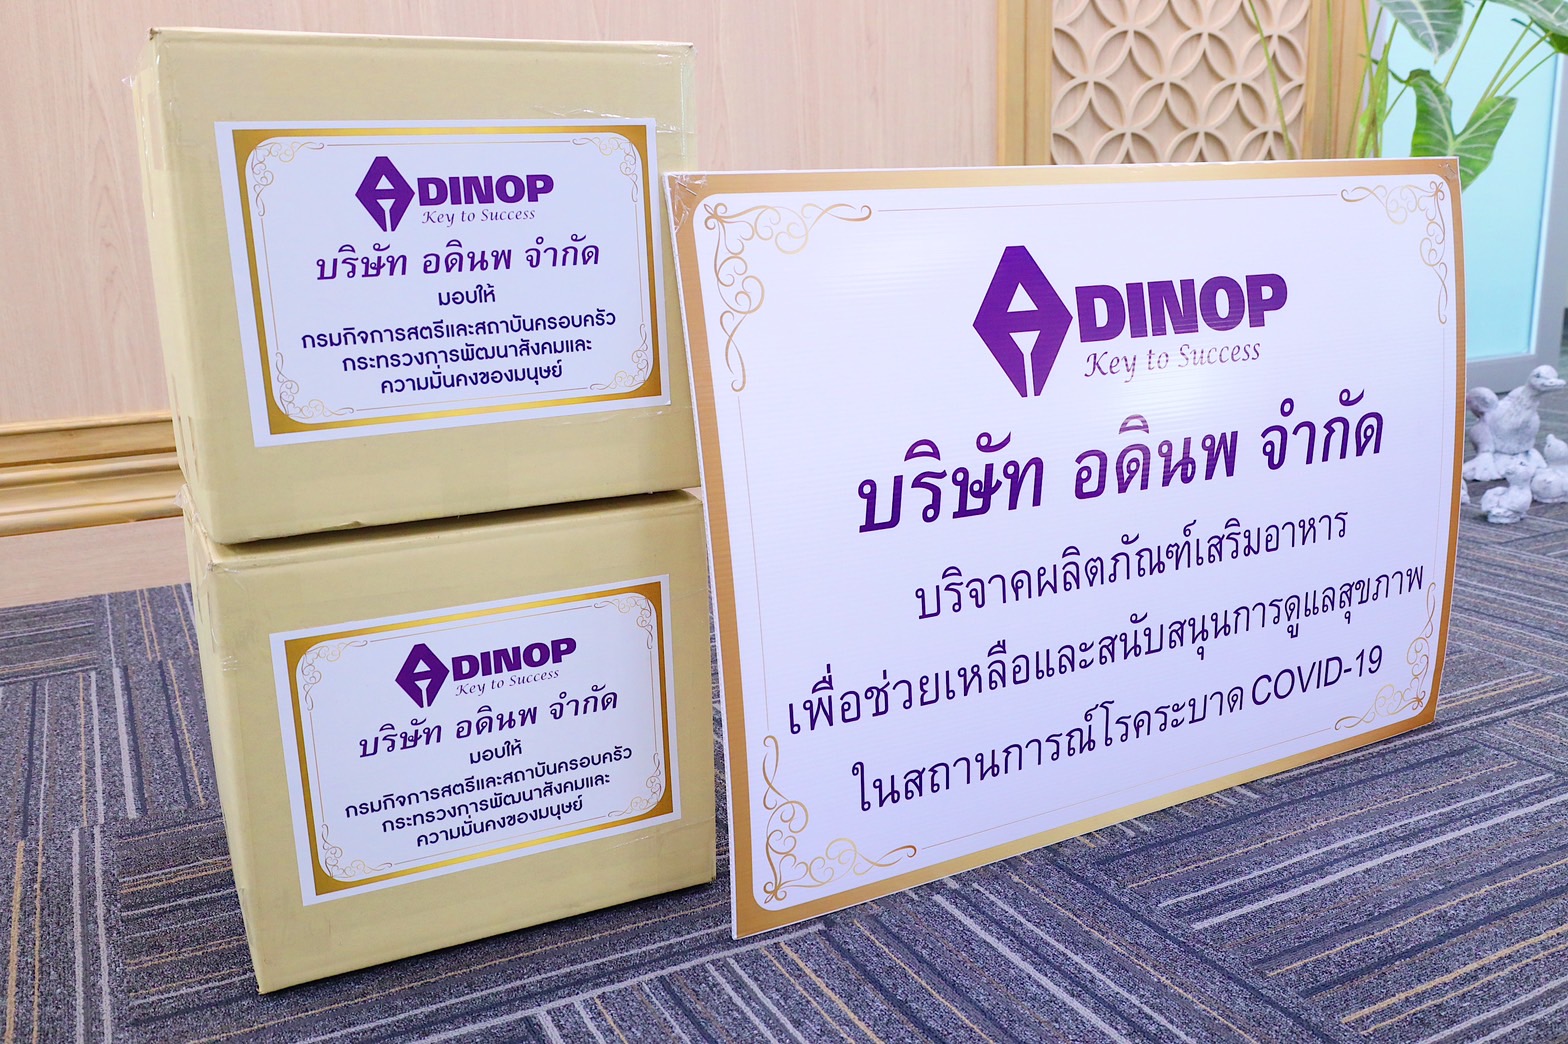 ADINOP
Key to Success
บริษัท อดินพ จำกัด
มอบให้
กรมกิจการสตรีและสถาบันครอบครัว
กระทรวงการพัฒนาสังคมและ
ความมั่นคงของมนุษย์
ADINOP
Key to Success
บริษัท อดินพ จำกัด
มอบให้
กรมกิจการสตรีและสถาบันครอบครัว
กระทรวงการพัฒนาสังคมและ
ความมั่นคงของมนุษย์
ADINOP
Key to Success
บริษัท อดินพ จำกัด
บริจาคผลิตภัณฑ์เสริมอาหาร
เพื่อช่วยเหลือและสนับสนุนการดูแลสุขภาพ
ในสถานการณ์โรคระบาด COVID-19